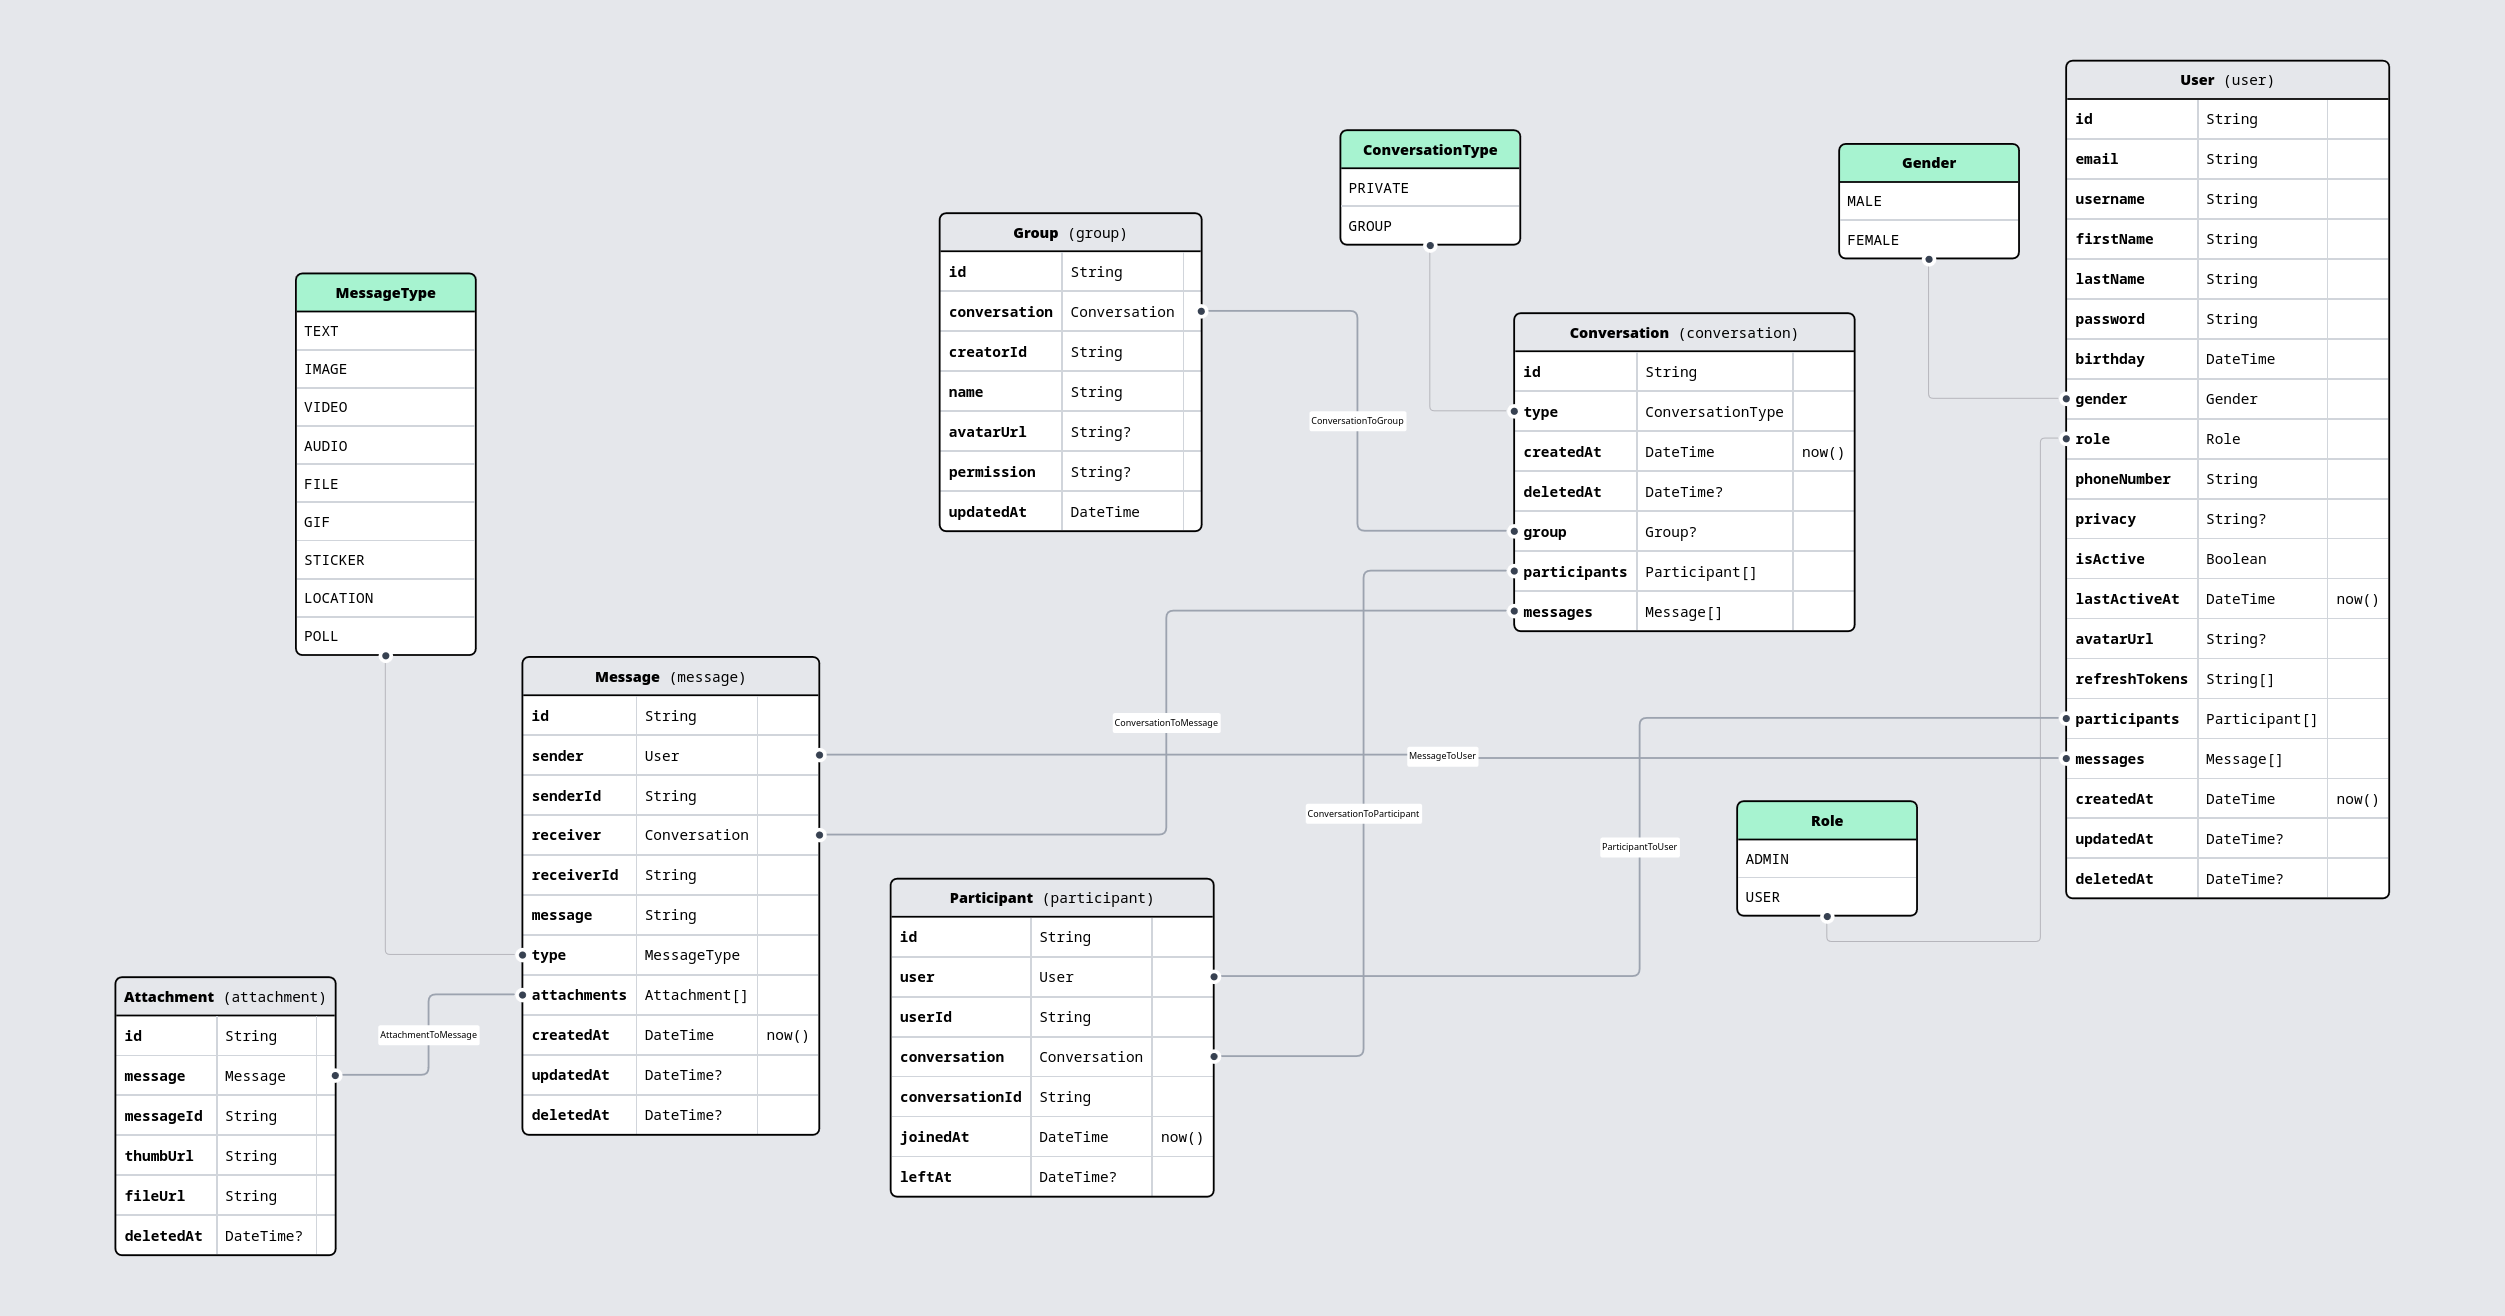 MessageType
TEXT
IMAGE
VIDEO
AUDIO
FILE
GIF
STICKER
LOCATION
POLL
Group (group)
id String
conversation Conversation
creatorId String
name String
avatarUrl String?
permission String?
updatedAt DateTime
ConversationType
PRIVATE
GROUP
Gender
MALE
FEMALE
Conversation (conversation)
id String
type ConversationType
createdAt DateTime now()
deletedAt DateTime?
group Group?
participants Participant[]
messages Message[]
User (user)
id String
email String
username String
firstName String
lastName String
password String
birthday DateTime
gender Gender
role Role
phoneNumber String
privacy String?
isActive Boolean
lastActiveAt DateTime now()
avatarUrl String?
refreshTokens String[]
participants Participant[]
messages Message[]
createdAt DateTime now()
updatedAt DateTime?
deletedAt DateTime?
ConversationToGroup
ConversationToMessage
MessageToUser
ConversationToParticipant
ParticipantToUser
AttachmentToMessage
Message (message)
id String
sender User
senderId String
receiver Conversation
receiverId String
message String
type MessageType
attachments Attachment[]
createdAt DateTime now()
updatedAt DateTime?
deletedAt DateTime?
Role
ADMIN
USER
Participant (participant)
id String
user User
userId String
conversation Conversation
conversationId String
joinedAt DateTime now()
leftAt DateTime?
Attachment (attachment)
id String
message Message
messageId String
thumbUrl String
fileUrl String
deletedAt DateTime?